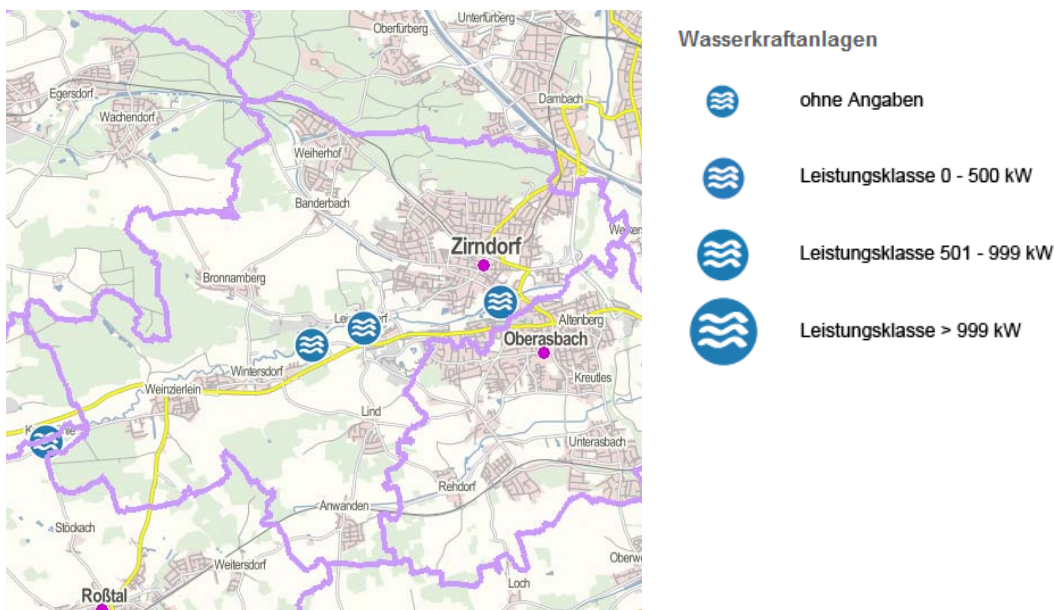 Unterfürberg
Oberfürberg
Egersdorf
Wachendorf
Dambach
Weiherhof
Banderbach
Zirndorf
Bronnamberg
Altenberg
Oberasbach
Wintersdorf
Weinzierlein
Kreutles
Lind
Unterasbach
Rehdorf
Anwanden
Stöckach
Weitersdorf
Loch
Roßtal
Wasserkraftanlagen
ohne Angaben
Leistungsklasse 0 - 500 kW
Leistungsklasse 501 - 999 kW
Leistungsklasse > 999 kW